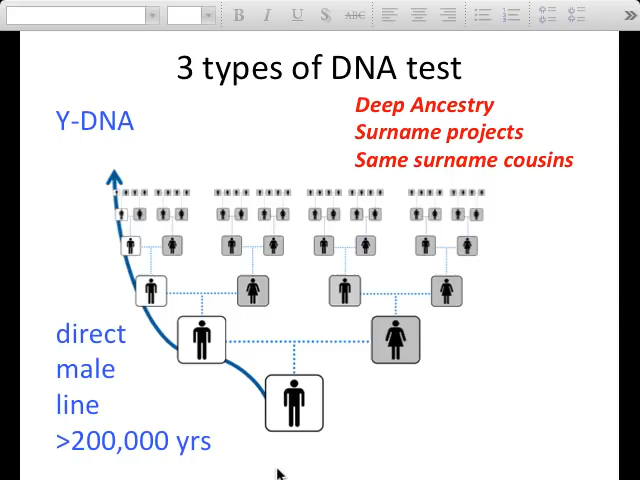 B I U S ABC
3 types of DNA test
Y-DNA
Deep Ancestry
Surname projects
Same surname cousins
direct
male
line
>200,000 yrs